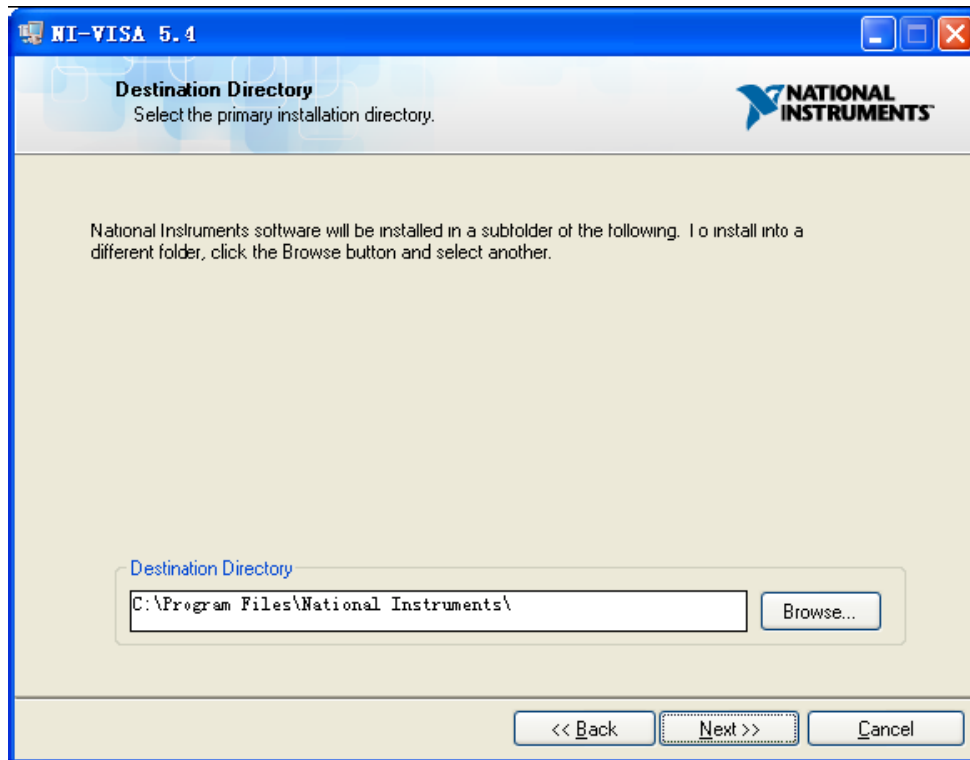 NI-VISA 5.4
Destination Directory
Select the primary installation directory.
NATIONAL
INSTRUMENTS™
National Instruments software will be installed in a subfolder of the following. To install into a
different folder, click the Browse button and select another.
Destination Directory
C:\Program Files\National Instruments\
Browse...
<< Back
Next >>
Cancel